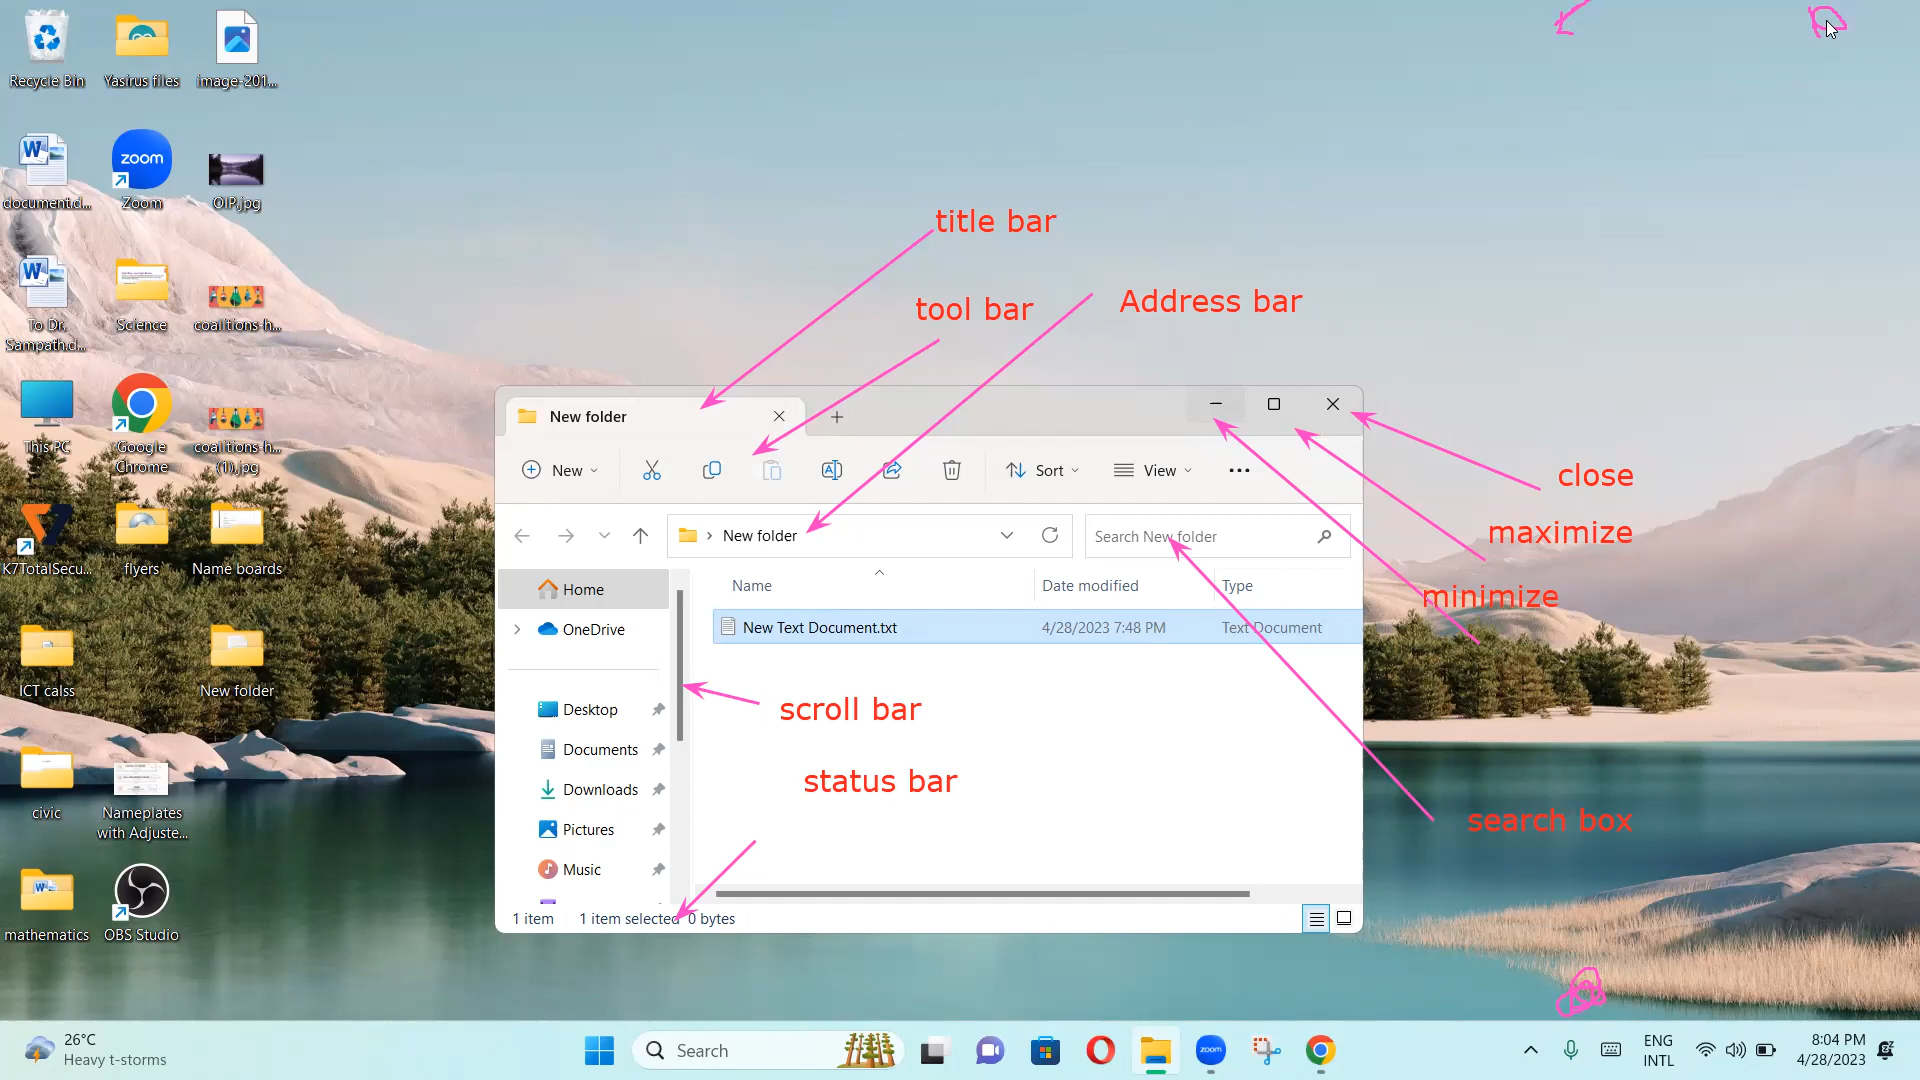 Recycle Bin
Yasirus files
image-201...
document.d...
zoom
Zoom
OIP.jpg
title bar
tool bar
Address bar
To Dr.
Sampath.d...
Science
coalitions-h...
This PC
Google
Chrome
coalitions-h...
(1).jpg
New folder
New
Sort
View
close
maximize
minimize
New folder
Search New folder
K7TotalSecu...
flyers
Name boards
Home
OneDrive
Name
Date modified
Type
New Text Document.txt
4/28/2023 7:48 PM
Text Document
ICT calss
New folder
Desktop
Documents
Downloads
Pictures
Music
scroll bar
status bar
search box
civic
Nameplates
with Adjuste...
mathematics
OBS Studio
1 item
1 item selected
0 bytes
26°C
Heavy t-storms
Search
zoom
ENG
INTL
8:04 PM
4/28/2023